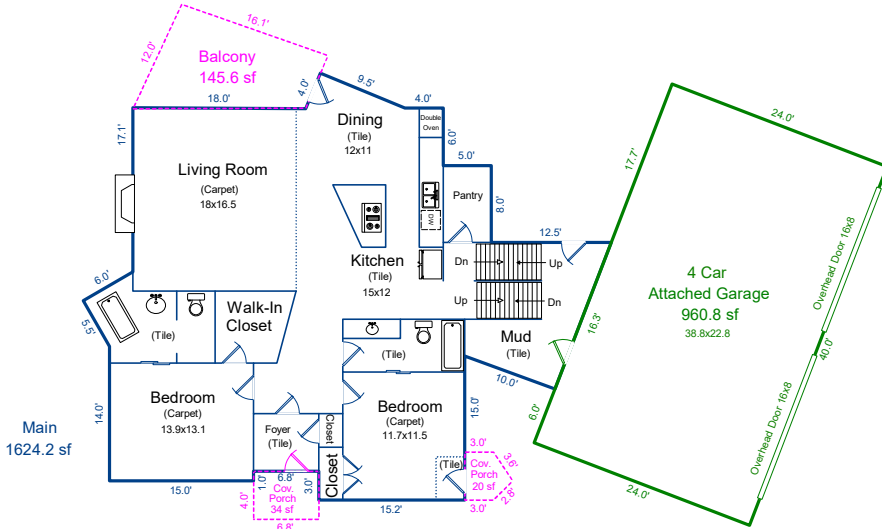 16.1'
12.0'
Balcony
145.6 sf
4.0'
9.5'
18.0'
4.0'
Double
Oven
6.0'
Dining
(Tile)
12x11
17.1'
Living Room
(Carpet)
18x16.5
5.0'
Pantry
8.0'
DW
12.5'
Kitchen
(Tile)
15x12
Dn
Up
Up
Dn
6.0'
5.5'
(Tile)
Walk-In
Closet
(Tile)
Mud
(Tile)
10.0'
24.0'
17.7'
4 Car
Attached Garage
960.8 sf
38.8x22.8
Overhead Door 16x8
40.0'
Overhead Door 16x8
16.3'
6.0'
24.0'
14.0'
Bedroom
(Carpet)
13.9x13.1
15.0'
Foyer
(Tile)
Closet
Closet
Bedroom
(Carpet)
11.7x11.5
15.0'
(Tile)
3.0'
3.6'
Cov.
Porch
20 sf
2.8'
3.0'
1.0'
6.8'
3.0'
4.0'
Cov.
Porch
34 sf
6.8'
15.2'
Main
1624.2 sf